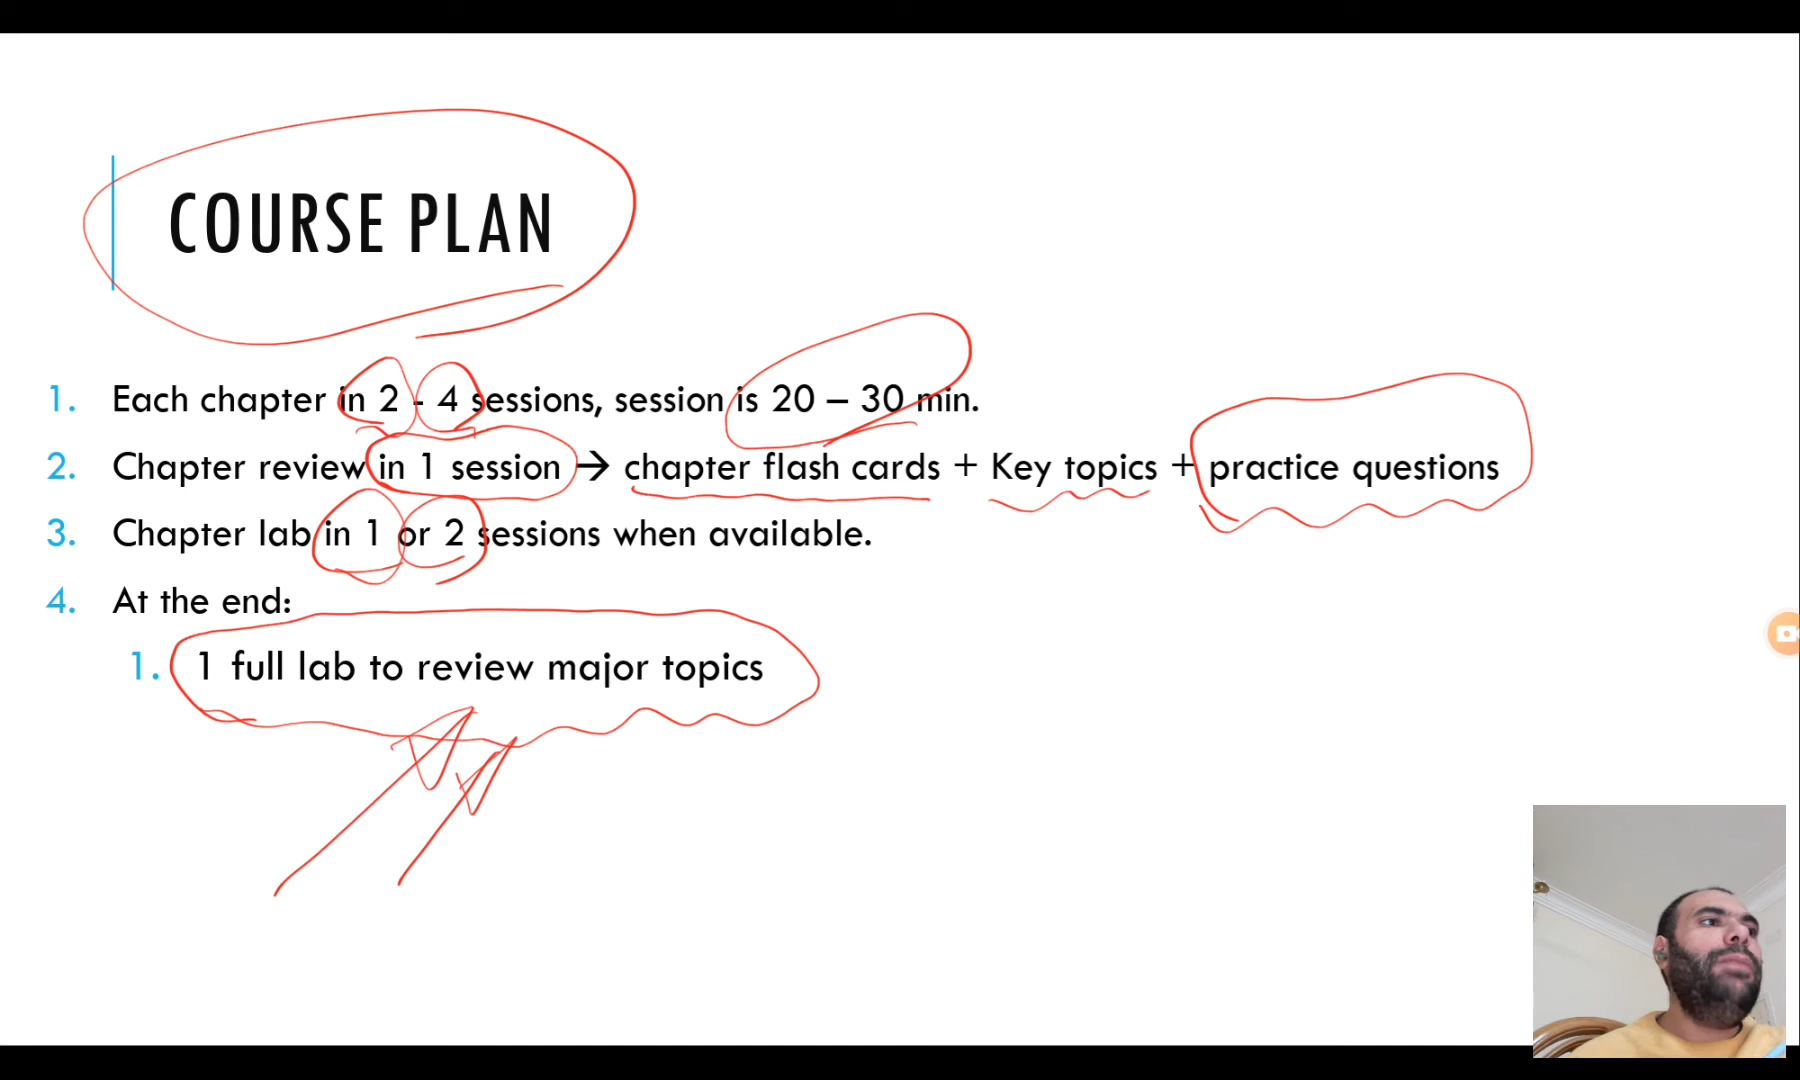 COURSE PLAN
1. Each chapter in 2 - 4 sessions, session is 20 – 30 min.
2. Chapter review in 1 session → chapter flash cards + Key topics + practice questions
3. Chapter lab in 1 or 2 sessions when available.
4. At the end:
1. 1 full lab to review major topics